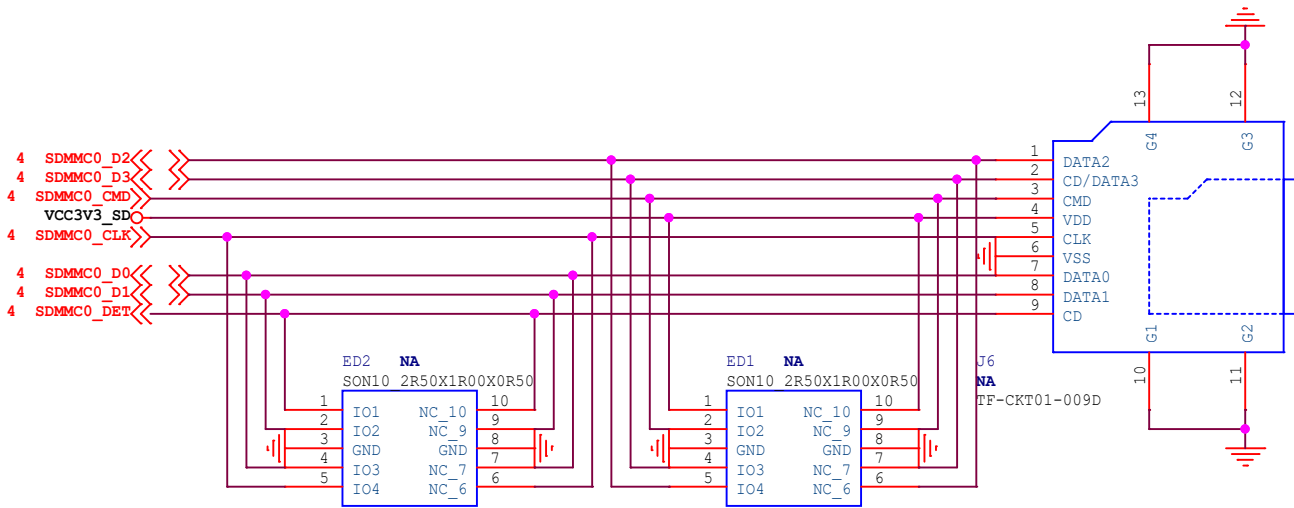 13
12
G4
G3
4 SDMMC0_D2
4 SDMMC0_D3
4 SDMMC0_CMD
VCC3V3_SD
4 SDMMC0_CLK
4 SDMMC0_D0
4 SDMMC0_D1
4 SDMMC0_DET
1 DATA2
2 CD/DATA3
3 CMD
4 VDD
5 CLK
6 VSS
7 DATA0
8 DATA1
9 CD
G1
G2
10
11
ED2 NA
SON10_2R50X1R00X0R50
1 IO1 NC_10 10
2 IO2 NC_9 9
3 GND GND 8
4 IO3 NC_7 7
5 IO4 NC_6 6
ED1 NA
SON10_2R50X1R00X0R50
1 IO1 NC_10 10
2 IO2 NC_9 9
3 GND GND 8
4 IO3 NC_7 7
5 IO4 NC_6 6
J6
NA
TF-CKT01-009D